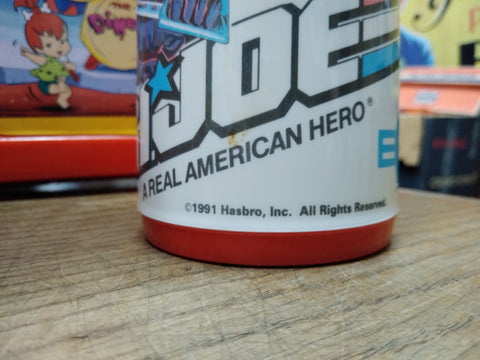 JOE
A REAL AMERICAN HERO®
E
©1991 Hasbro, Inc. All Rights Reserved.